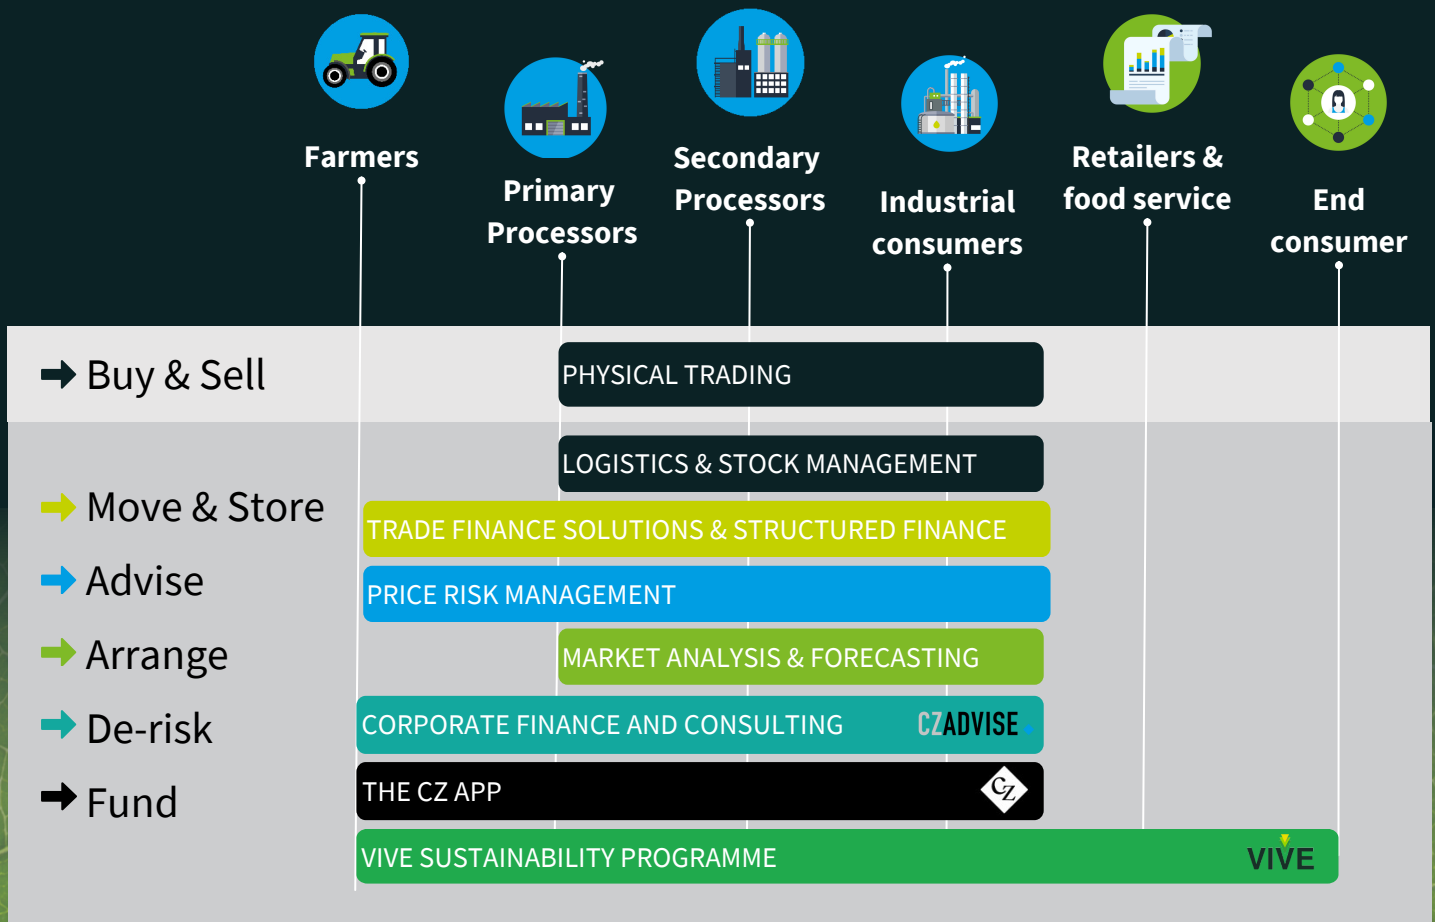 Farmers
Primary
Processors
Secondary
Processors
Industrial
consumers
Retailers &
food service
End
consumer
Buy & Sell
PHYSICAL TRADING
LOGISTICS & STOCK MANAGEMENT
Move & Store
TRADE FINANCE SOLUTIONS & STRUCTURED FINANCE
Advise
PRICE RISK MANAGEMENT
Arrange
MARKET ANALYSIS & FORECASTING
De-risk
CORPORATE FINANCE AND CONSULTING CZADVISE
Fund
THE CZ APP CZ
VIVE SUSTAINABILITY PROGRAMME VIVE